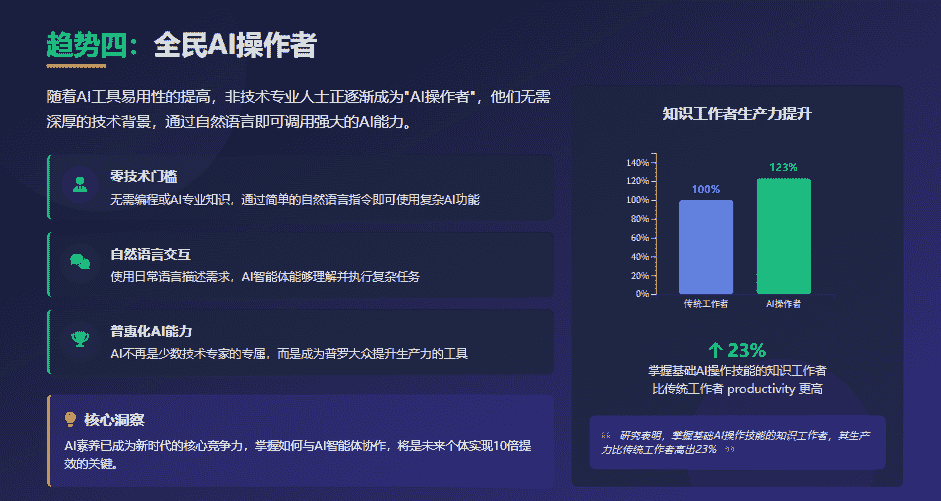 趋势四：全民AI操作者
随着AI工具易用性的提高，非技术专业人士正逐渐成为"AI操作者"，他们无需
深厚的技术背景，通过自然语言即可调用强大的AI能力。
零技术门槛
无需编程或AI专业知识，通过简单的自然语言指令即可使用复杂AI功能
自然语言交互
使用日常语言描述需求，AI智能体能够理解并执行复杂任务
普惠化AI能力
AI不再是少数技术专家的专属，而是成为普罗大众提升生产力的工具
核心洞察
AI素养已成为新时代的核心竞争力，掌握如何与AI智能体协作，将是未来个体实现10倍提
效的关键。
知识工作者生产力提升
140%
120%
100%
80%
60%
40%
20%
0%
100%
123%
传统工作者
AI操作者
↑ 23%
掌握基础AI操作技能的知识工作者
比传统工作者 productivity 更高
“ 研究表明，掌握基础AI操作技能的知识工作者，其生产
力比传统工作者高出23% ”